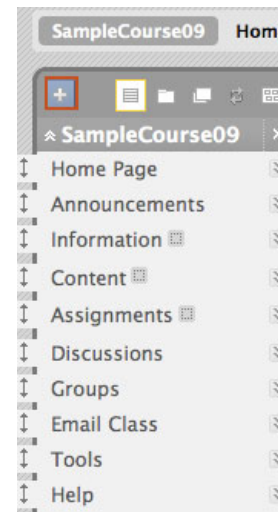 SampleCourse09 Hom
SampleCourse09
Home Page
Announcements
Information
Content
Assignments
Discussions
Groups
Email Class
Tools
Help